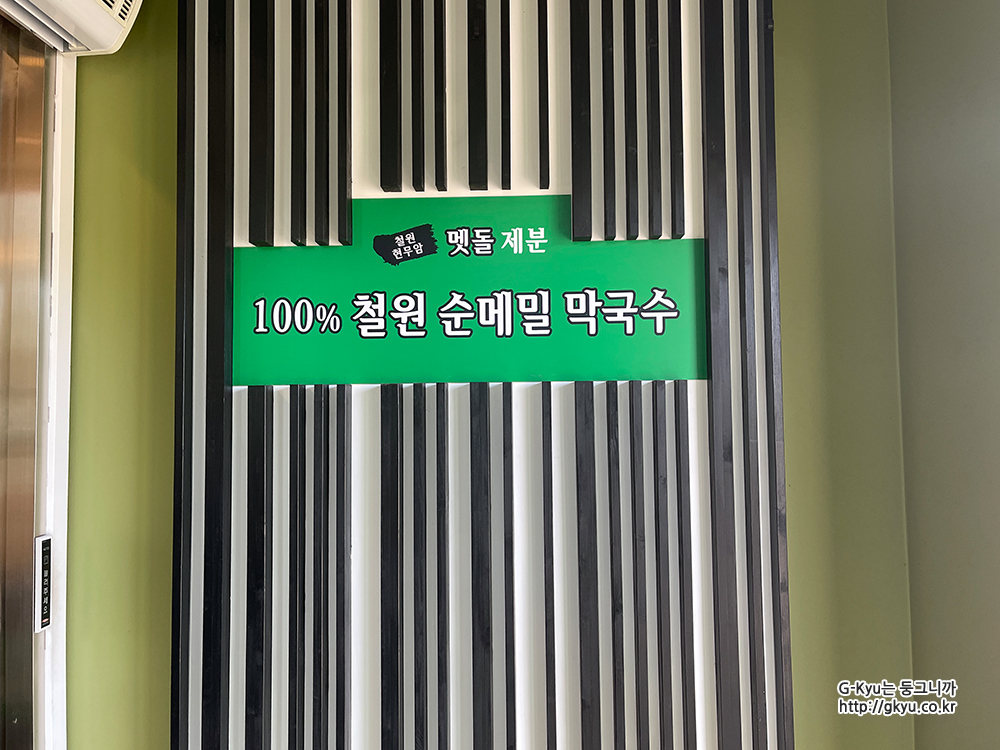 철원
현무암
멧돌 제분
100% 철원 순메밀 막국수
G-Kyu는 둥그니까
http://gkyu.co.kr